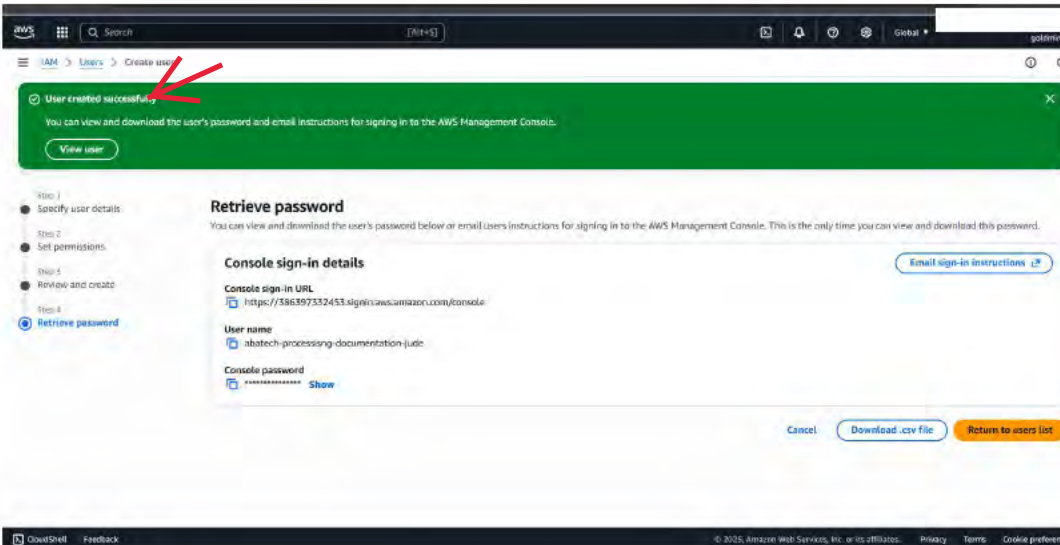 aws
Search
[Alt+S]
Global
goldmin
IAM > Users > Create user
User created successfully
You can view and download the user's password and email instructions for signing in to the AWS Management Console.
View user
Step 1
Specify user details
Step 2
Set permissions
Step 3
Review and create
Step 4
Retrieve password
Retrieve password
You can view and download the user's password below or email users instructions for signing in to the AWS Management Console. This is the only time you can view and download this password.
Console sign-in details
Email sign-in instructions
Console sign-in URL
https://386397332453.signin.aws.amazon.com/console
User name
abatech-processisng-documentation-jude
Console password
*************** Show
Cancel
Download .csv file
Return to users list
CloudShell Feedback
© 2025, Amazon Web Services, Inc. or its affiliates. Privacy Terms Cookie preferen